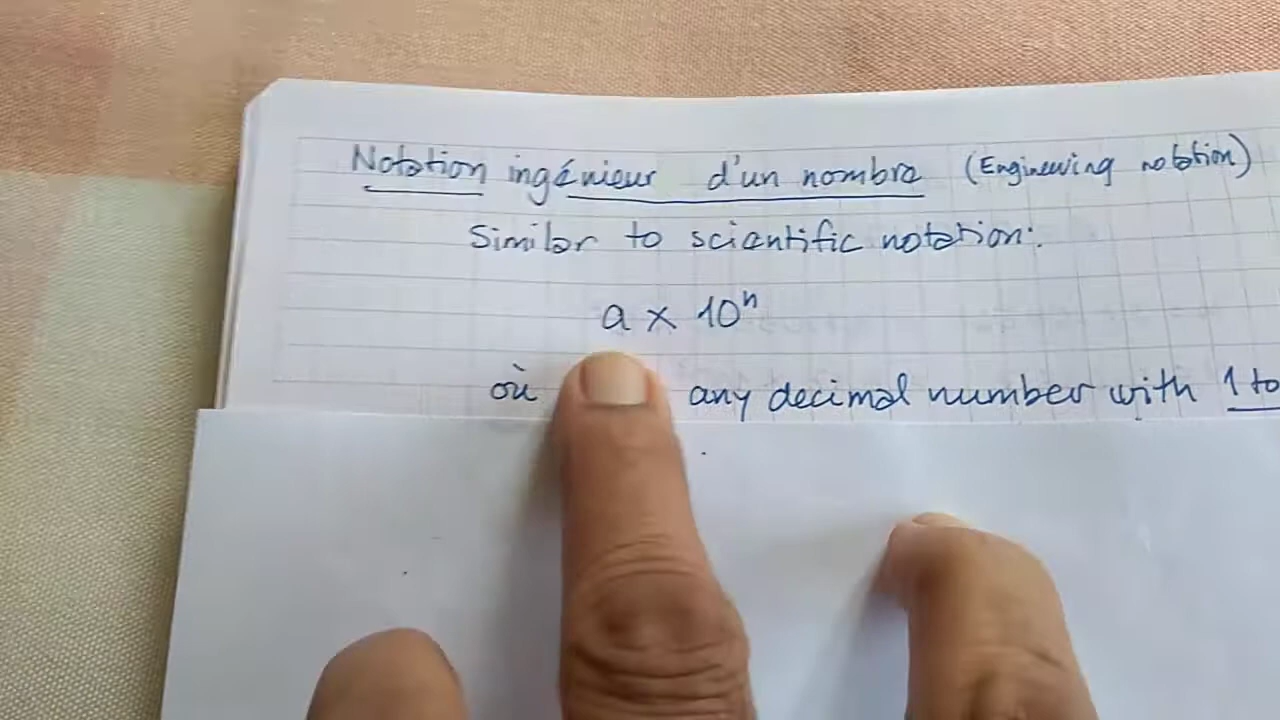 Notation ingénieur d'un nombre (Engineering notation)
Similar to scientific notation:
a × 10ⁿ
où any decimal number with 1 to